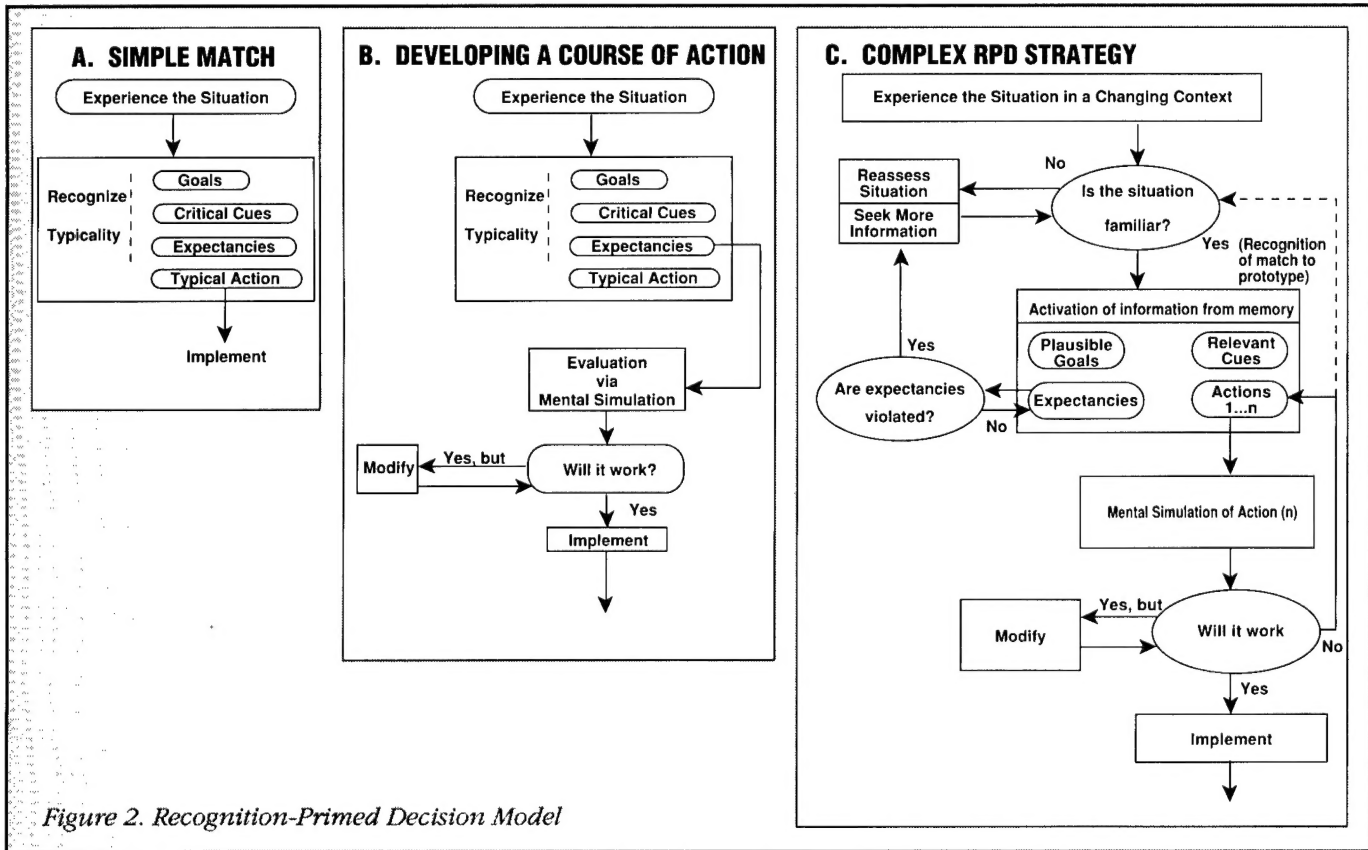 A. SIMPLE MATCH
Experience the Situation
Recognize
Typicality
Goals
Critical Cues
Expectancies
Typical Action
Implement
B. DEVELOPING A COURSE OF ACTION
Experience the Situation
Recognize
Typicality
Goals
Critical Cues
Expectancies
Typical Action
Evaluation
via
Mental Simulation
Modify
Yes, but
Will it work?
Yes
Implement
C. COMPLEX RPD STRATEGY
Experience the Situation in a Changing Context
No
Reassess
Situation
Seek More
Information
Is the situation
familiar?
Yes
(Recognition
of match to
prototype)
Activation of information from memory
Plausible
Goals
Relevant
Cues
Yes
Are expectancies
violated?
No
Expectancies
Actions
1...n
Mental Simulation of Action (n)
Yes, but
Modify
Will it work
No
Yes
Implement
Figure 2. Recognition-Primed Decision Model